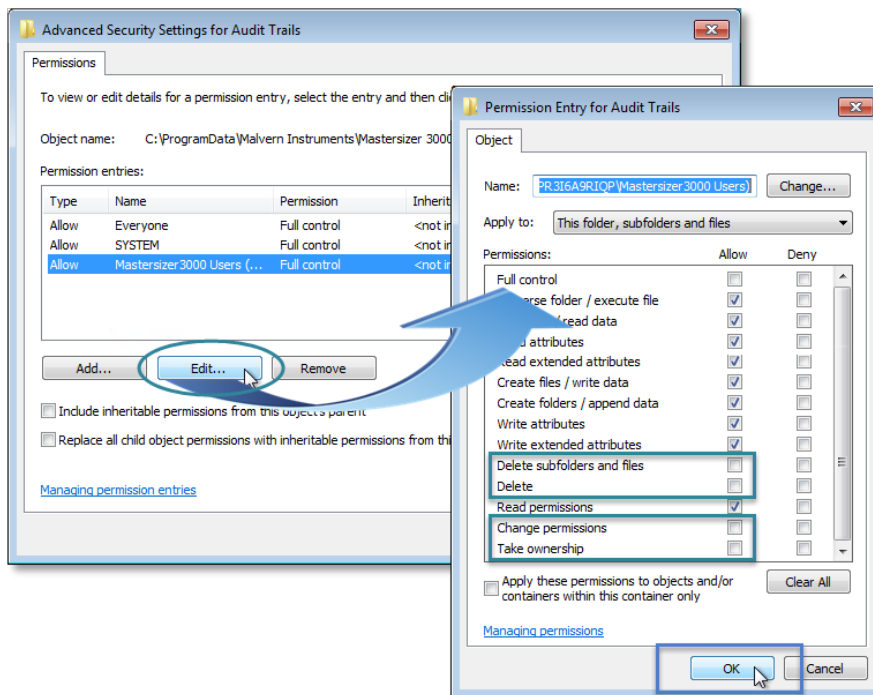 Advanced Security Settings for Audit Trails
Permissions
To view or edit details for a permission entry, select the entry and then
Object name: C:\ProgramData\Malvern Instruments\Mastersizer 3000
Permission entries:
Type Name Permission Inherit
Allow Everyone Full control <not in
Allow SYSTEM Full control <not in
Allow Mastersizer3000 Users (... Full control <not in
Add... Edit... Remove
Include inheritable permissions from this object's parent
Replace all child object permissions with inheritable permissions from thi
Managing permission entries
Permission Entry for Audit Trails
Object
Name: PR3I6A9RIQP\Mastersizer3000 Users) Change...
Apply to: This folder, subfolders and files
Permissions: Allow Deny
Full control
erse folder / execute file
/ read data
attributes
Read extended attributes
Create files / write data
Create folders / append data
Write attributes
Write extended attributes
Delete subfolders and files
Delete
Read permissions
Change permissions
Take ownership
Apply these permissions to objects and/or
containers within this container only
Clear All
Managing permissions
OK Cancel